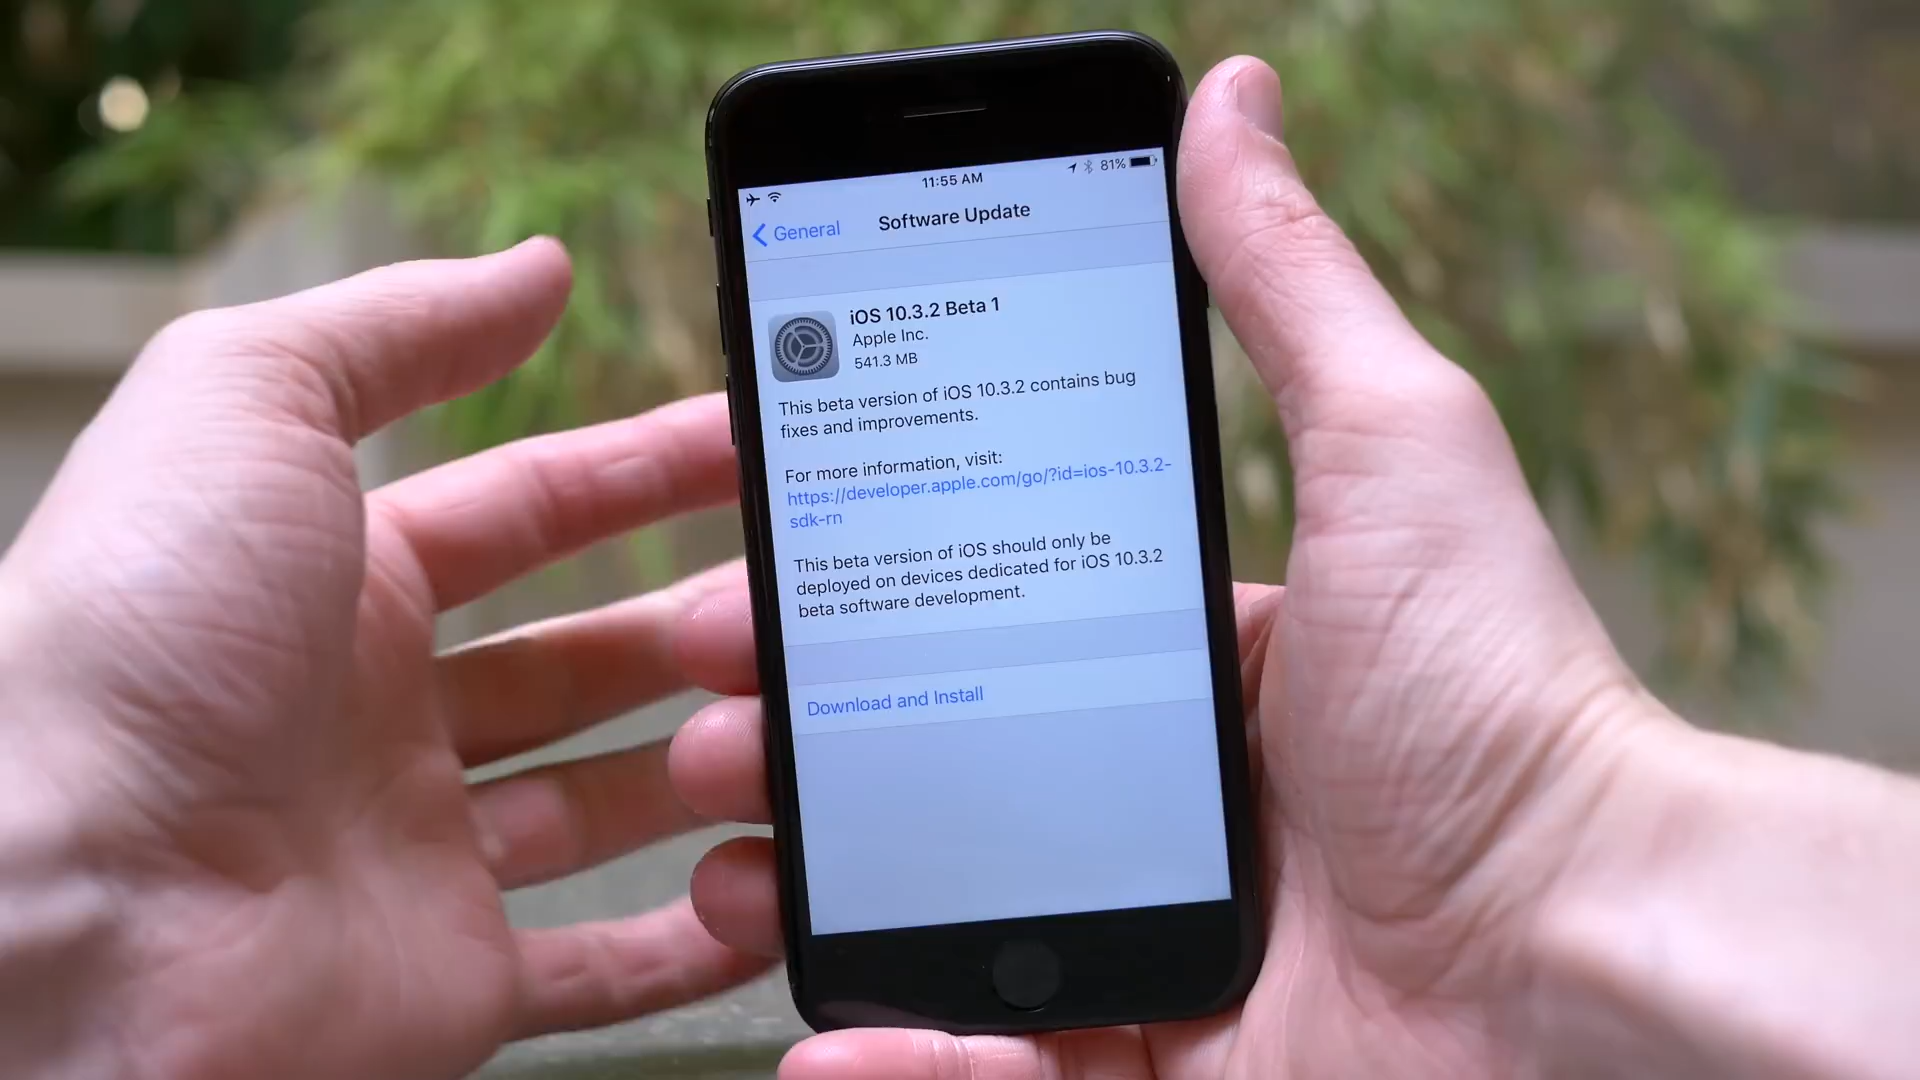 11:55 AM
81%
General
Software Update
iOS 10.3.2 Beta 1
Apple Inc.
541.3 MB
This beta version of iOS 10.3.2 contains bug
fixes and improvements.
For more information, visit:
https://developer.apple.com/go/?id=ios-10.3.2-
sdk-rn
This beta version of iOS should only be
deployed on devices dedicated for iOS 10.3.2
beta software development.
Download and Install